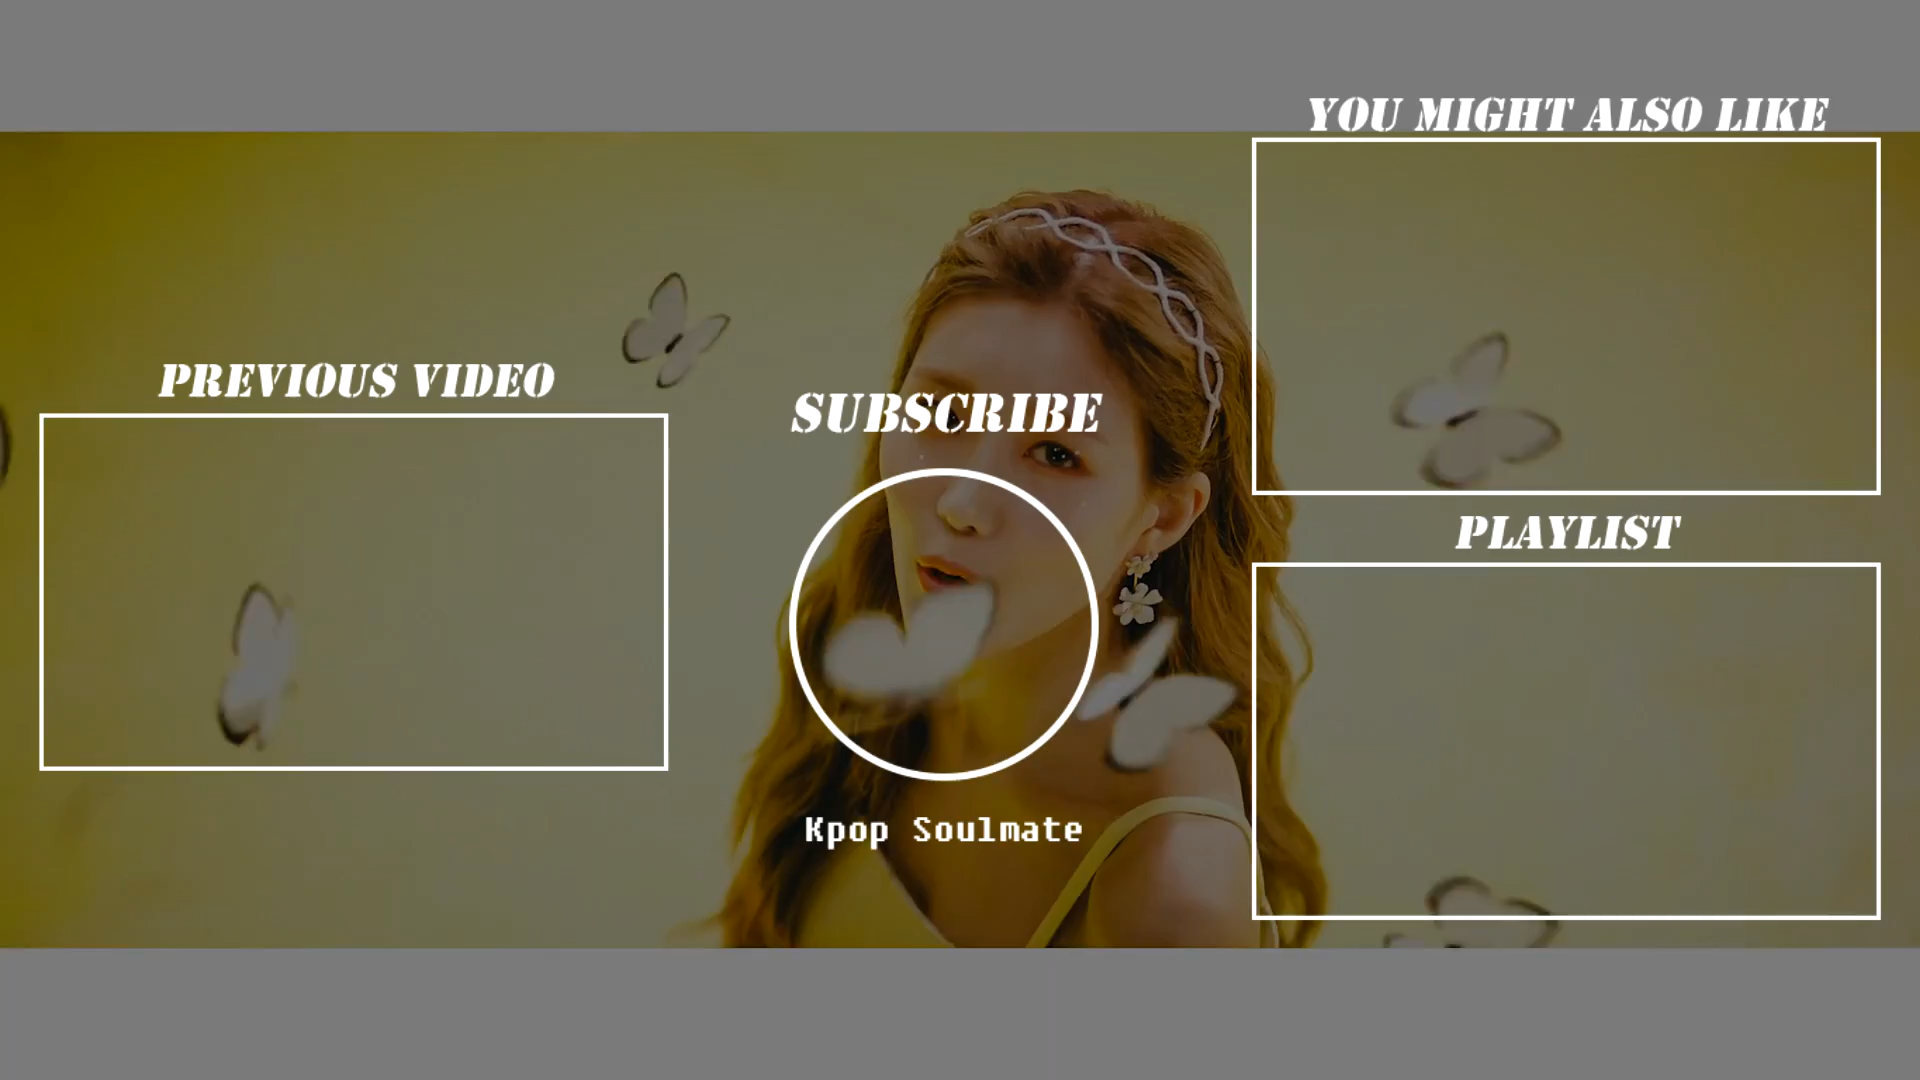 YOU MIGHT ALSO LIKE
PREVIOUS VIDEO
SUBSCRIBE
PLAYLIST
Kpop Soulmate